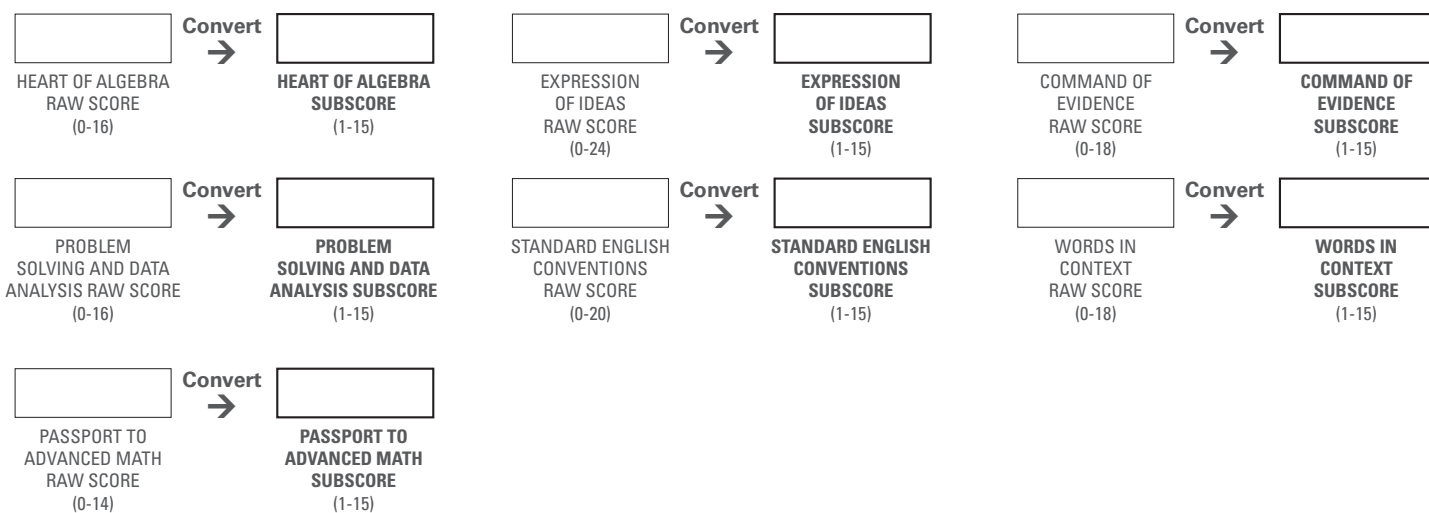 Convert
→
HEART OF ALGEBRA
RAW SCORE
(0-16)
HEART OF ALGEBRA
SUBSCORE
(1-15)
Convert
→
EXPRESSION
OF IDEAS
RAW SCORE
(0-24)
EXPRESSION
OF IDEAS
SUBSCORE
(1-15)
Convert
→
COMMAND OF
EVIDENCE
RAW SCORE
(0-18)
COMMAND OF
EVIDENCE
SUBSCORE
(1-15)
Convert
→
PROBLEM
SOLVING AND DATA
ANALYSIS RAW SCORE
(0-16)
PROBLEM
SOLVING AND DATA
ANALYSIS SUBSCORE
(1-15)
Convert
→
STANDARD ENGLISH
CONVENTIONS
RAW SCORE
(0-20)
STANDARD ENGLISH
CONVENTIONS
SUBSCORE
(1-15)
Convert
→
WORDS IN
CONTEXT
RAW SCORE
(0-18)
WORDS IN
CONTEXT
SUBSCORE
(1-15)
Convert
→
PASSPORT TO
ADVANCED MATH
RAW SCORE
(0-14)
PASSPORT TO
ADVANCED MATH
SUBSCORE
(1-15)